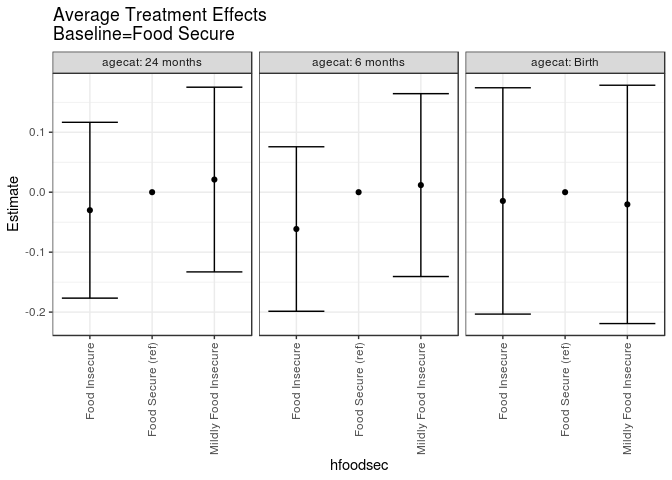 Average Treatment Effects
Baseline=Food Secure
agecat: 24 months
agecat: 6 months
agecat: Birth
Estimate
0.1
0.0
-0.1
-0.2
Food Insecure
Food Secure (ref)
Mildly Food Insecure
Food Insecure
Food Secure (ref)
Mildly Food Insecure
Food Insecure
Food Secure (ref)
Mildly Food Insecure
hfoodsec